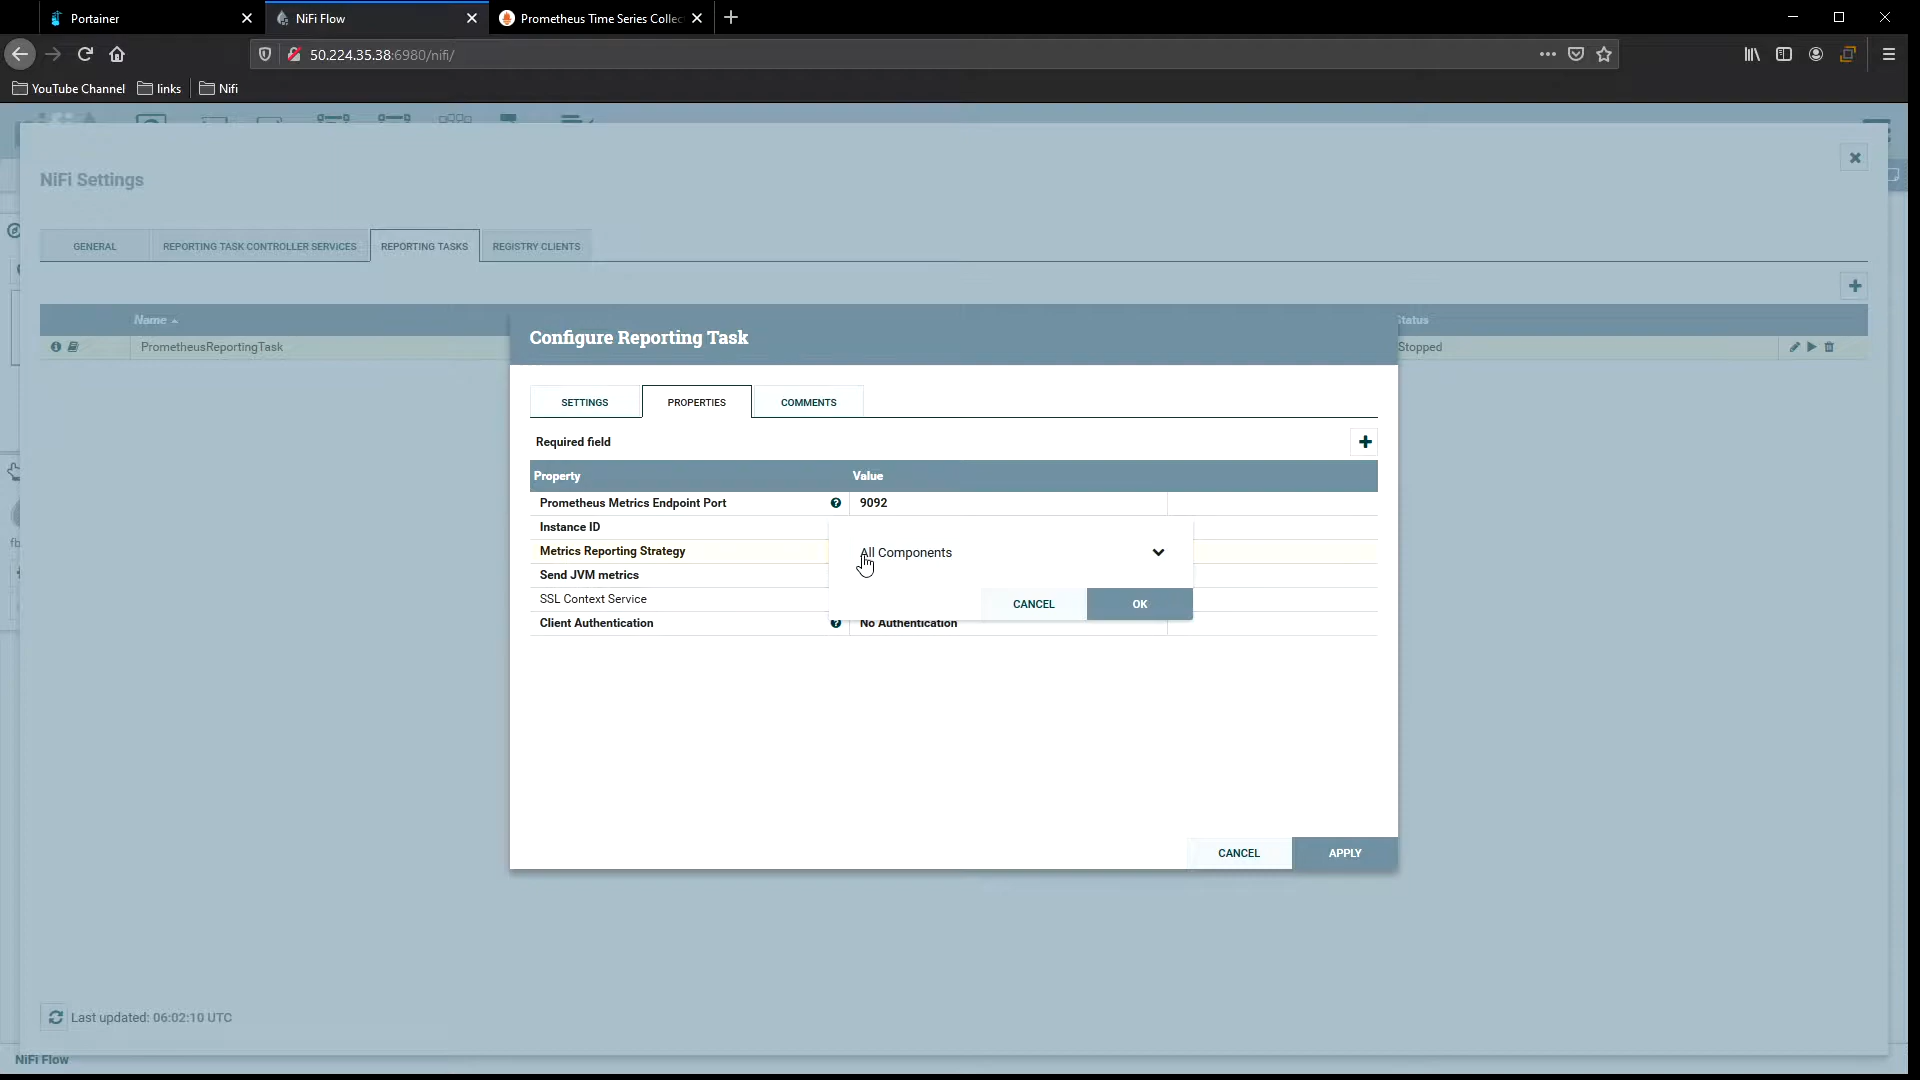 Portainer
NiFi Flow
Prometheus Time Series Collec
50.224.35.38:6980/nifi/
YouTube Channel
links
Nifi
NiFi Settings
GENERAL
REPORTING TASK CONTROLLER SERVICES
REPORTING TASKS
REGISTRY CLIENTS
Name
Status
PrometheusReportingTask
Stopped
Configure Reporting Task
SETTINGS
PROPERTIES
COMMENTS
Required field
Property
Value
Prometheus Metrics Endpoint Port
9092
Instance ID
Metrics Reporting Strategy
All Components
Send JVM metrics
SSL Context Service
CANCEL
OK
Client Authentication
No Authentication
CANCEL
APPLY
Last updated: 06:02:10 UTC
NiFi Flow